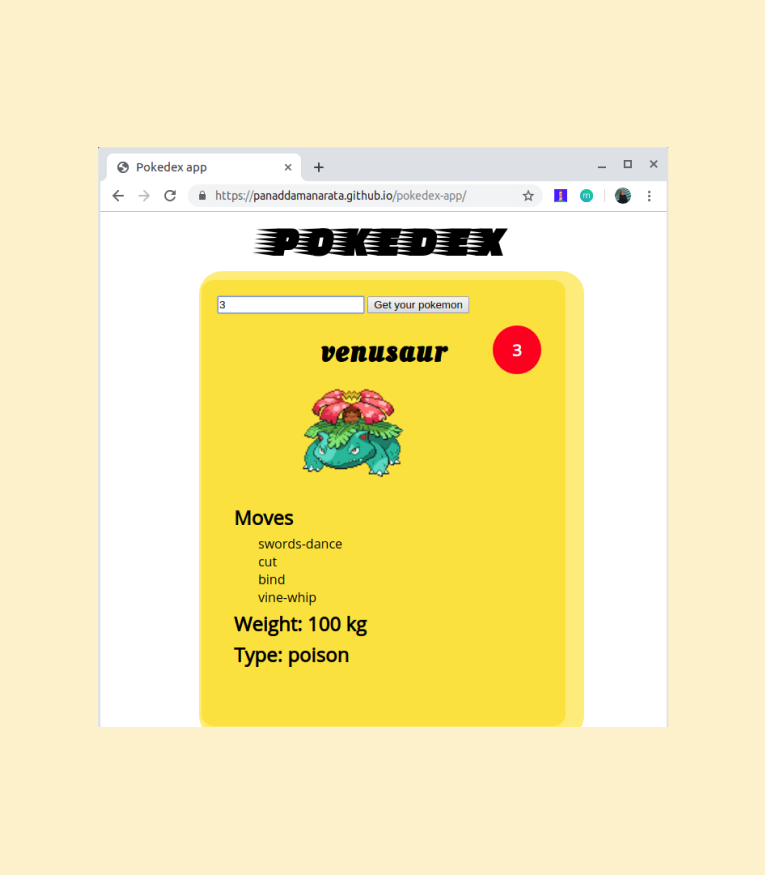 Pokedex app
https://panaddamanarata.github.io/pokedex-app/
m
POKEDEX
3
Get your pokemon
venusaur
3
Moves
swords-dance
cut
bind
vine-whip
Weight: 100 kg
Type: poison